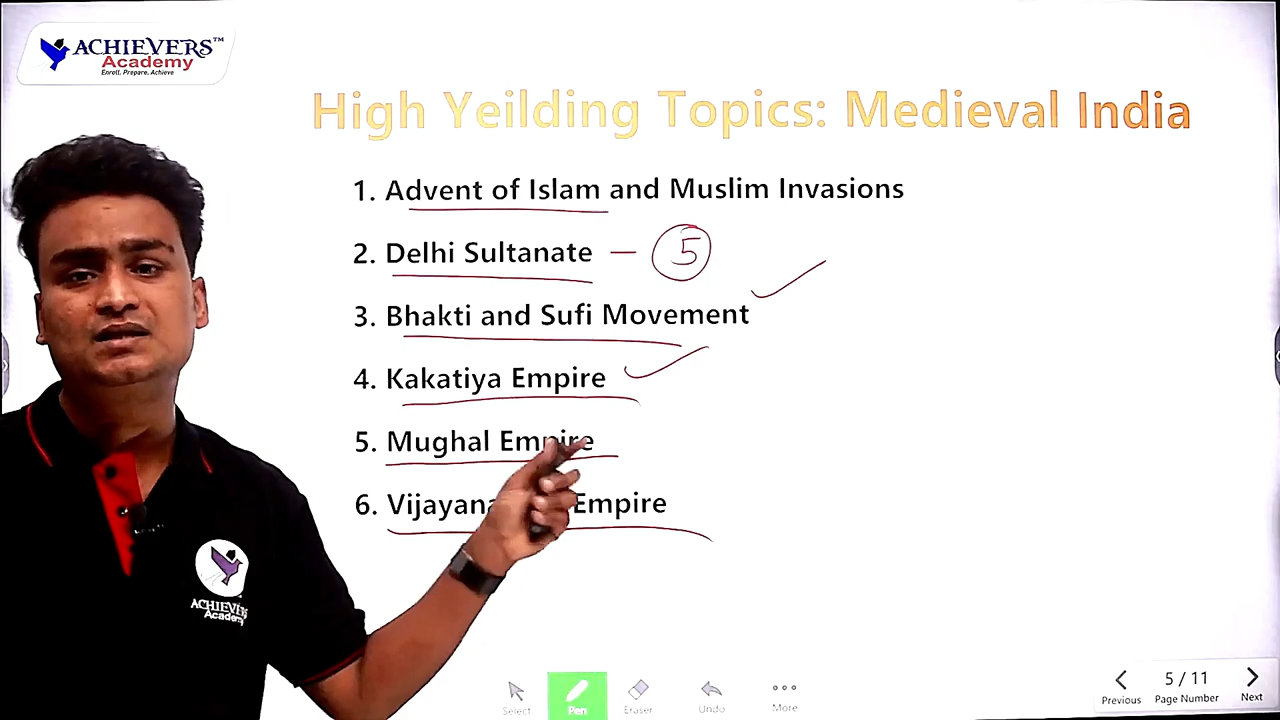 ACHIEVERS™
Academy
Enroll. Prepare. Achieve
High Yeilding Topics: Medieval India
1. Advent of Islam and Muslim Invasions
2. Delhi Sultanate — 5
3. Bhakti and Sufi Movement
4. Kakatiya Empire
5. Mughal Empire
6. Empire
ACHIEVERS
Academy
Select
Pen
Eraser
Undo
More
Previous
5 / 11
Page Number
Next